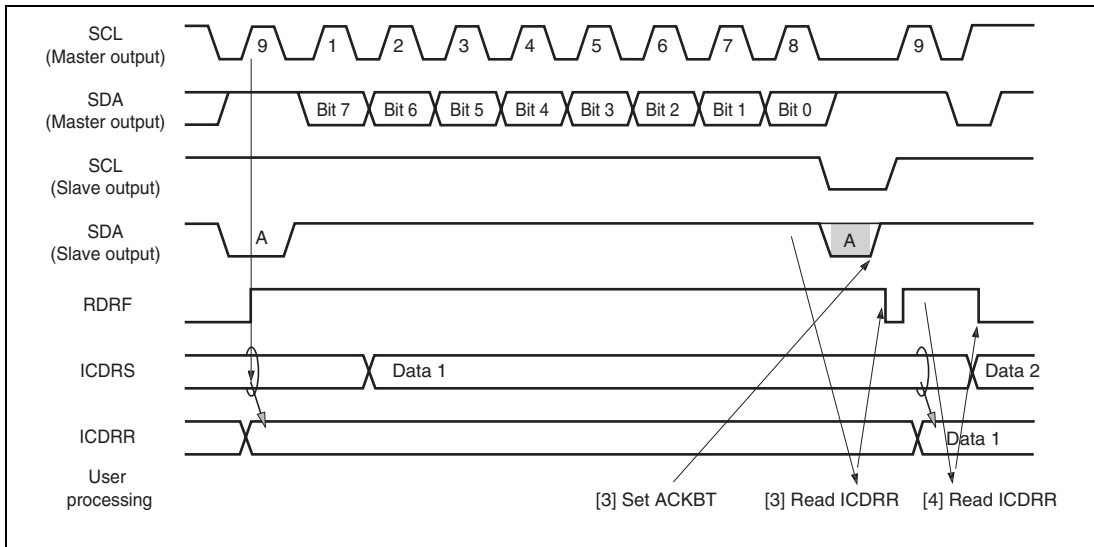 SCL
(Master output)
9 1 2 3 4 5 6 7 8 9
SDA
(Master output)
Bit 7 Bit 6 Bit 5 Bit 4 Bit 3 Bit 2 Bit 1 Bit 0
SCL
(Slave output)
SDA
(Slave output)
A A
RDRF
ICDRS
Data 1 Data 2
ICDRR
Data 1
User
processing
[3] Set ACKBT [3] Read ICDRR [4] Read ICDRR